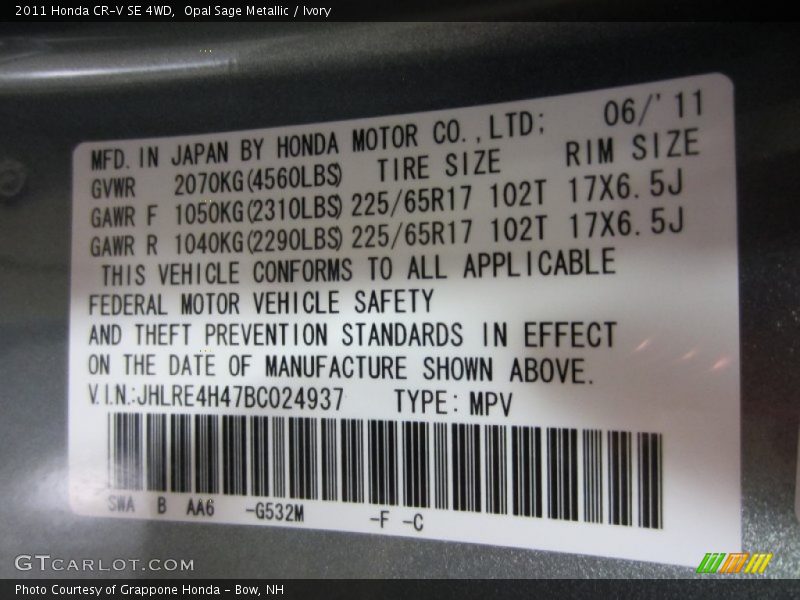 2011 Honda CR-V SE 4WD,  Opal Sage Metallic / Ivory
MFD. IN JAPAN BY HONDA MOTOR CO., LTD; 06/'11
GVWR 2070KG(4560LBS) TIRE SIZE RIM SIZE
GAWR F 1050KG(2310LBS) 225/65R17 102T 17X6.5J
GAWR R 1040KG(2290LBS) 225/65R17 102T 17X6.5J
THIS VEHICLE CONFORMS TO ALL APPLICABLE
FEDERAL MOTOR VEHICLE SAFETY
AND THEFT PREVENTION STANDARDS IN EFFECT
ON THE DATE OF MANUFACTURE SHOWN ABOVE.
V.I.N.:JHLRE4H47BC024937 TYPE: MPV
SWA B AA6 -G532M -F -C
GTCARLOT.COM
Photo Courtesy of Grappone Honda - Bow, NH